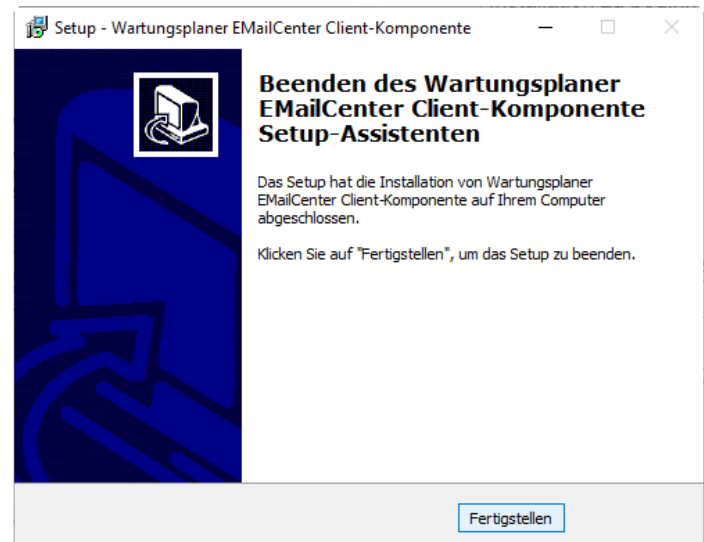 Setup - Wartungsplaner EMailCenter Client-Komponente
Beenden des Wartungsplaner
EMailCenter Client-Komponente
Setup-Assistenten
Das Setup hat die Installation von Wartungsplaner
EMailCenter Client-Komponente auf Ihrem Computer
abgeschlossen.
Klicken Sie auf "Fertigstellen", um das Setup zu beenden.
Fertigstellen